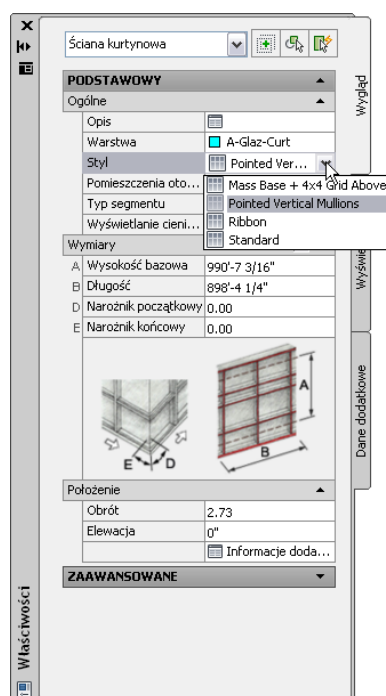 Ściana kurtynowa
PODSTAWOWY
Ogólne
Opis
Warstwa A-Glaz-Curt
Styl Pointed Ver...
Pomieszczenia oto... Mass Base + 4x4 Grid Above
Typ segmentu Pointed Vertical Mullions
Wyświetlanie cieni... Ribbon
Standard
Wymiary
A Wysokość bazowa 990'-7 3/16"
B Długość 898'-4 1/4"
D Narożnik początkowy 0.00
E Narożnik końcowy 0.00
A
B
E D
Położenie
Obrót 2.73
Elewacja 0"
Informacje doda...
ZAAWANSOWANE
Wygląd
Wyświe
Dane dodatkowe
Właściwości